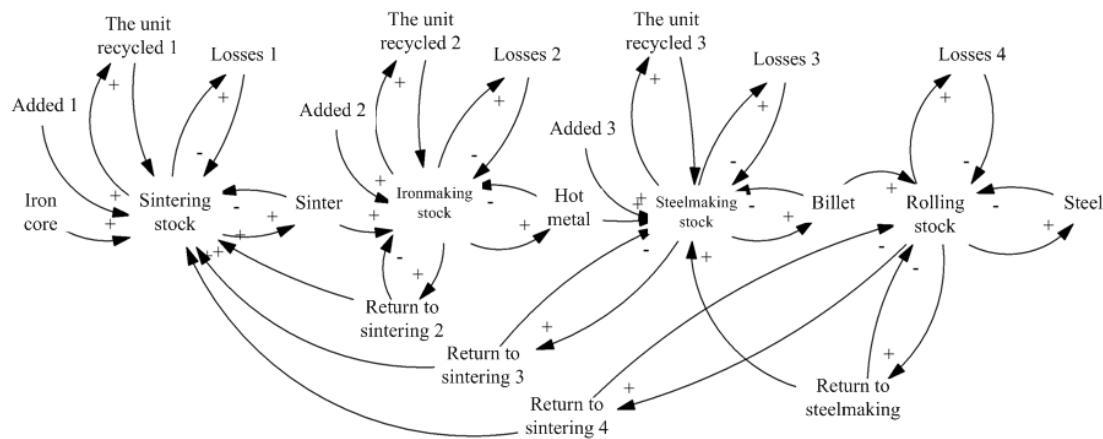 The unit
recycled 1
Losses 1
The unit
recycled 2
Losses 2
The unit
recycled 3
Losses 3
Losses 4
Added 1
Added 2
Added 3
Iron
core
Sintering
stock
Sinter
Ironmaking
stock
Hot
metal
Steelmaking
stock
Billet
Rolling
stock
Steel
Return to
sintering 2
Return to
sintering 3
Return to
sintering 4
Return to
steelmaking